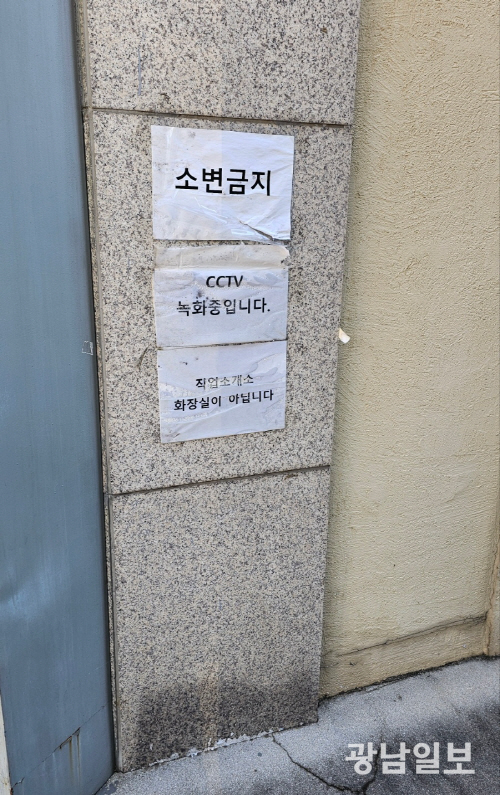 소변금지
CCTV
녹화중입니다.
직업소개소
화장실이 아닙니다
광남일보